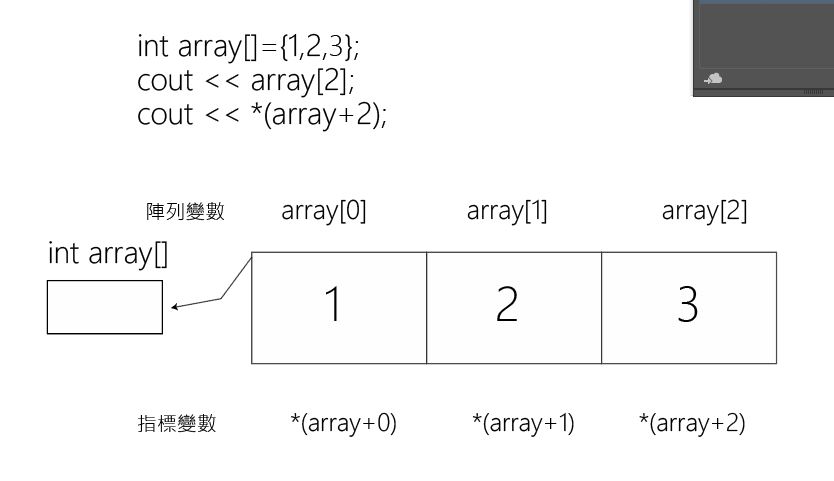 int array[]={1,2,3};
cout << array[2];
cout << *(array+2);
陣列變數 array[0] array[1] array[2]
int array[]
1 2 3
指標變數 *(array+0) *(array+1) *(array+2)